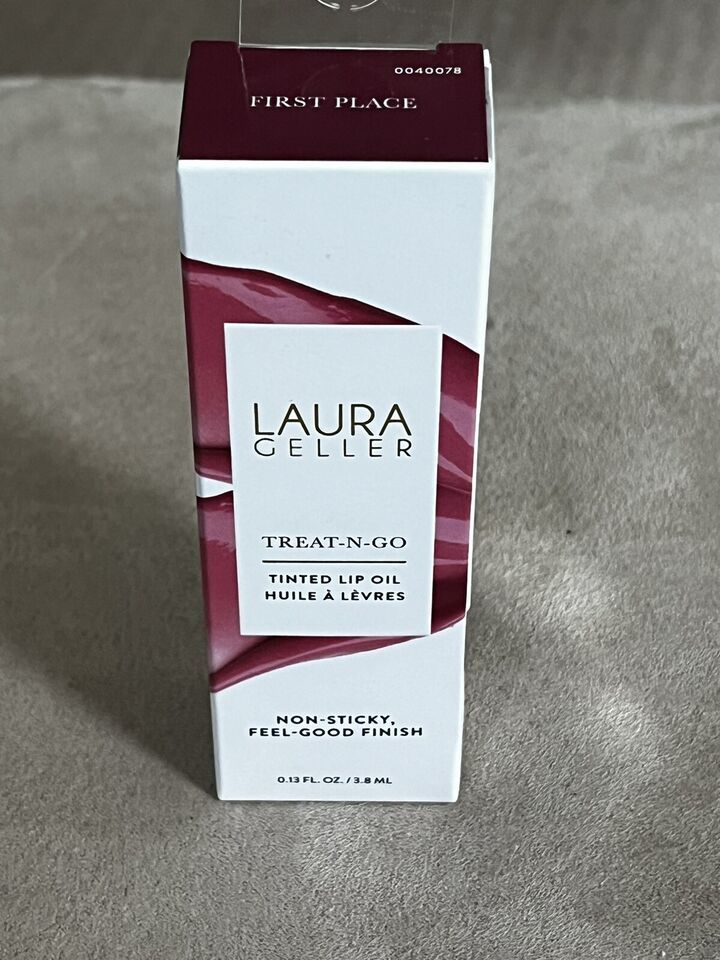 0040078
FIRST PLACE
LAURA
GELLER
TREAT-N-GO
TINTED LIP OIL
HUILE À LÈVRES
NON-STICKY,
FEEL-GOOD FINISH
0.13 FL. OZ. / 3.8 ML